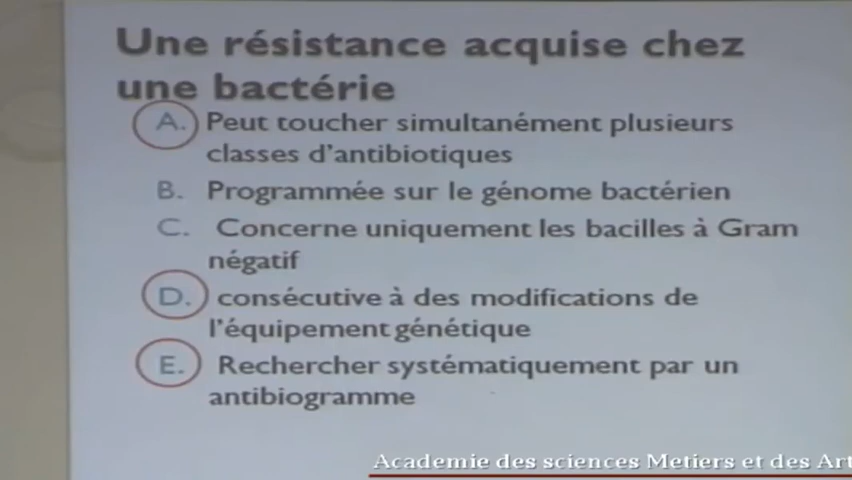 Une résistance acquise chez
une bactérie
A. Peut toucher simultanément plusieurs
classes d'antibiotiques
B. Programmée sur le génome bactérien
C. Concerne uniquement les bacilles à Gram
négatif
D. consécutive à des modifications de
l'équipement génétique
E. Rechercher systématiquement par un
antibiogramme
Academie des sciences Metiers et des Art